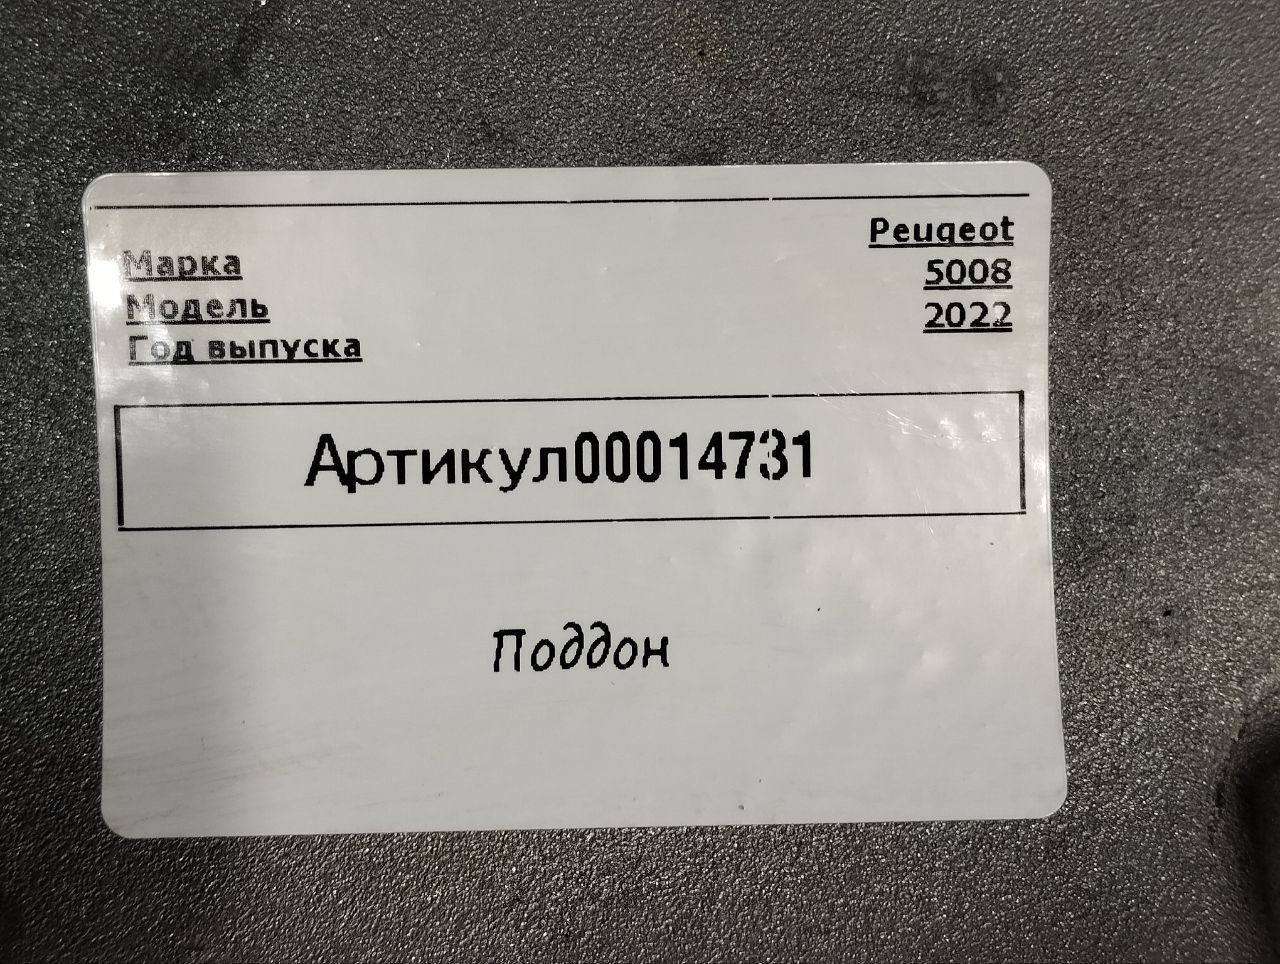 Peugeot
Марка
5008
Модель
2022
Год выпуска
Артикул00014731
Поддон